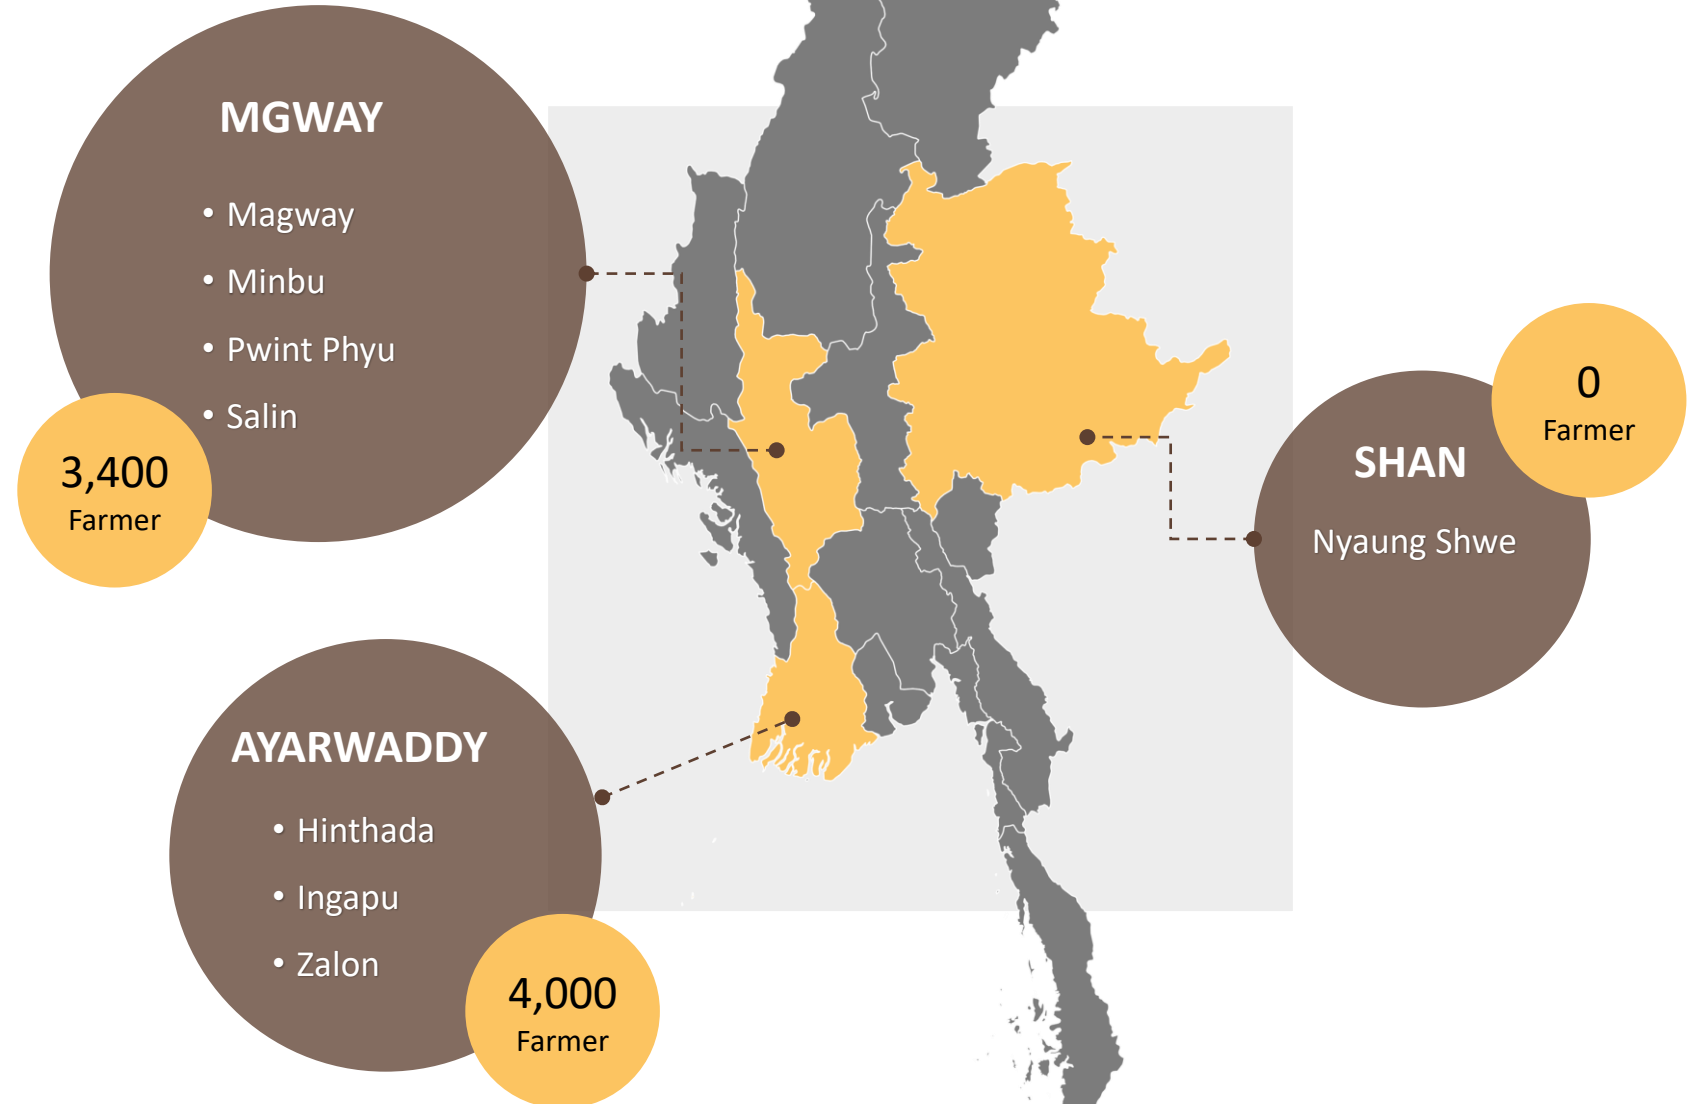 MGWAY
• Magway
• Minbu
• Pwint Phyu
• Salin
3,400
Farmer
0
Farmer
SHAN
Nyaung Shwe
AYARWADDY
• Hinthada
• Ingapu
• Zalon
4,000
Farmer